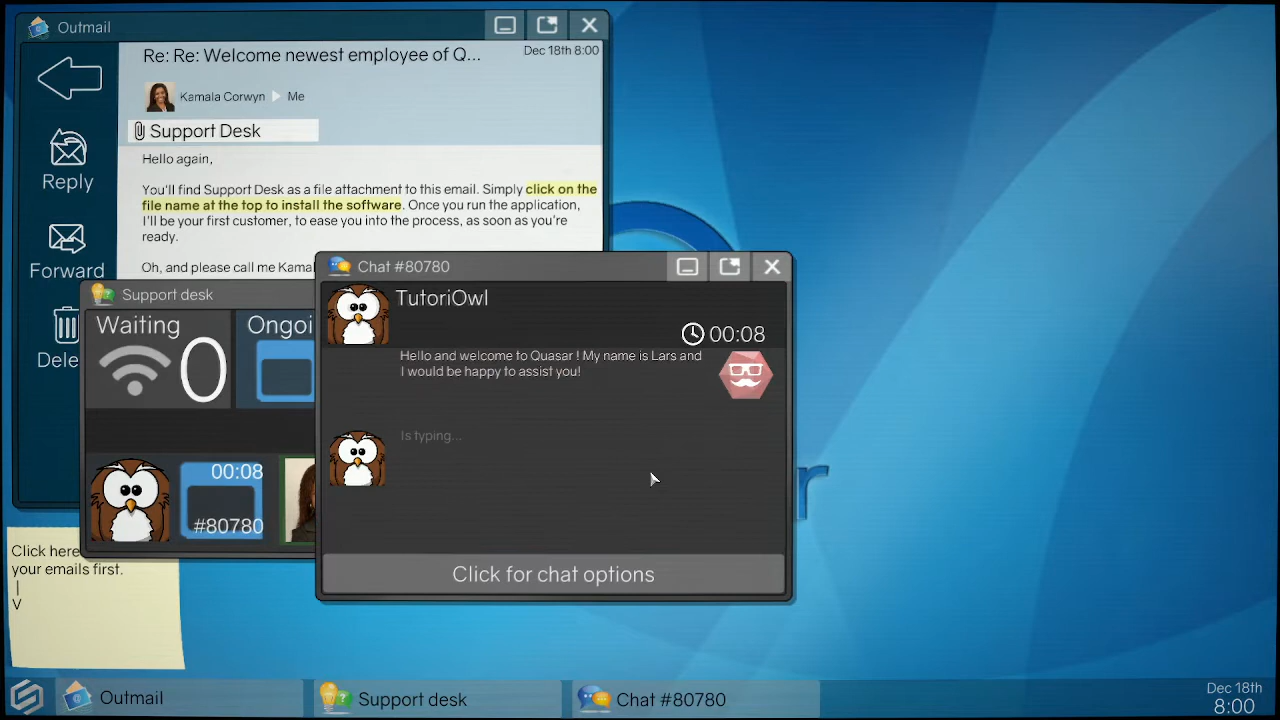 Outmail
Re: Re: Welcome newest employee of Q...
Dec 18th 8:00
Kamala Corwyn Me
Support Desk
Reply
Forward
Dele
Hello again,
You'll find Support Desk as a file attachment to this email. Simply click on the
file name at the top to install the software. Once you run the application,
I'll be your first customer, to ease you into the process, as soon as you're
ready.
Oh, and please call me Kamal
Support desk
Waiting
0
Ongoi
00:08
#80780
Chat #80780
TutoriOwl
00:08
Hello and welcome to Quasar ! My name is Lars and
I would be happy to assist you!
Is typing...
Click for chat options
r
Click here
your emails first.
|
V
Outmail
Support desk
Chat #80780
Dec 18th
8:00